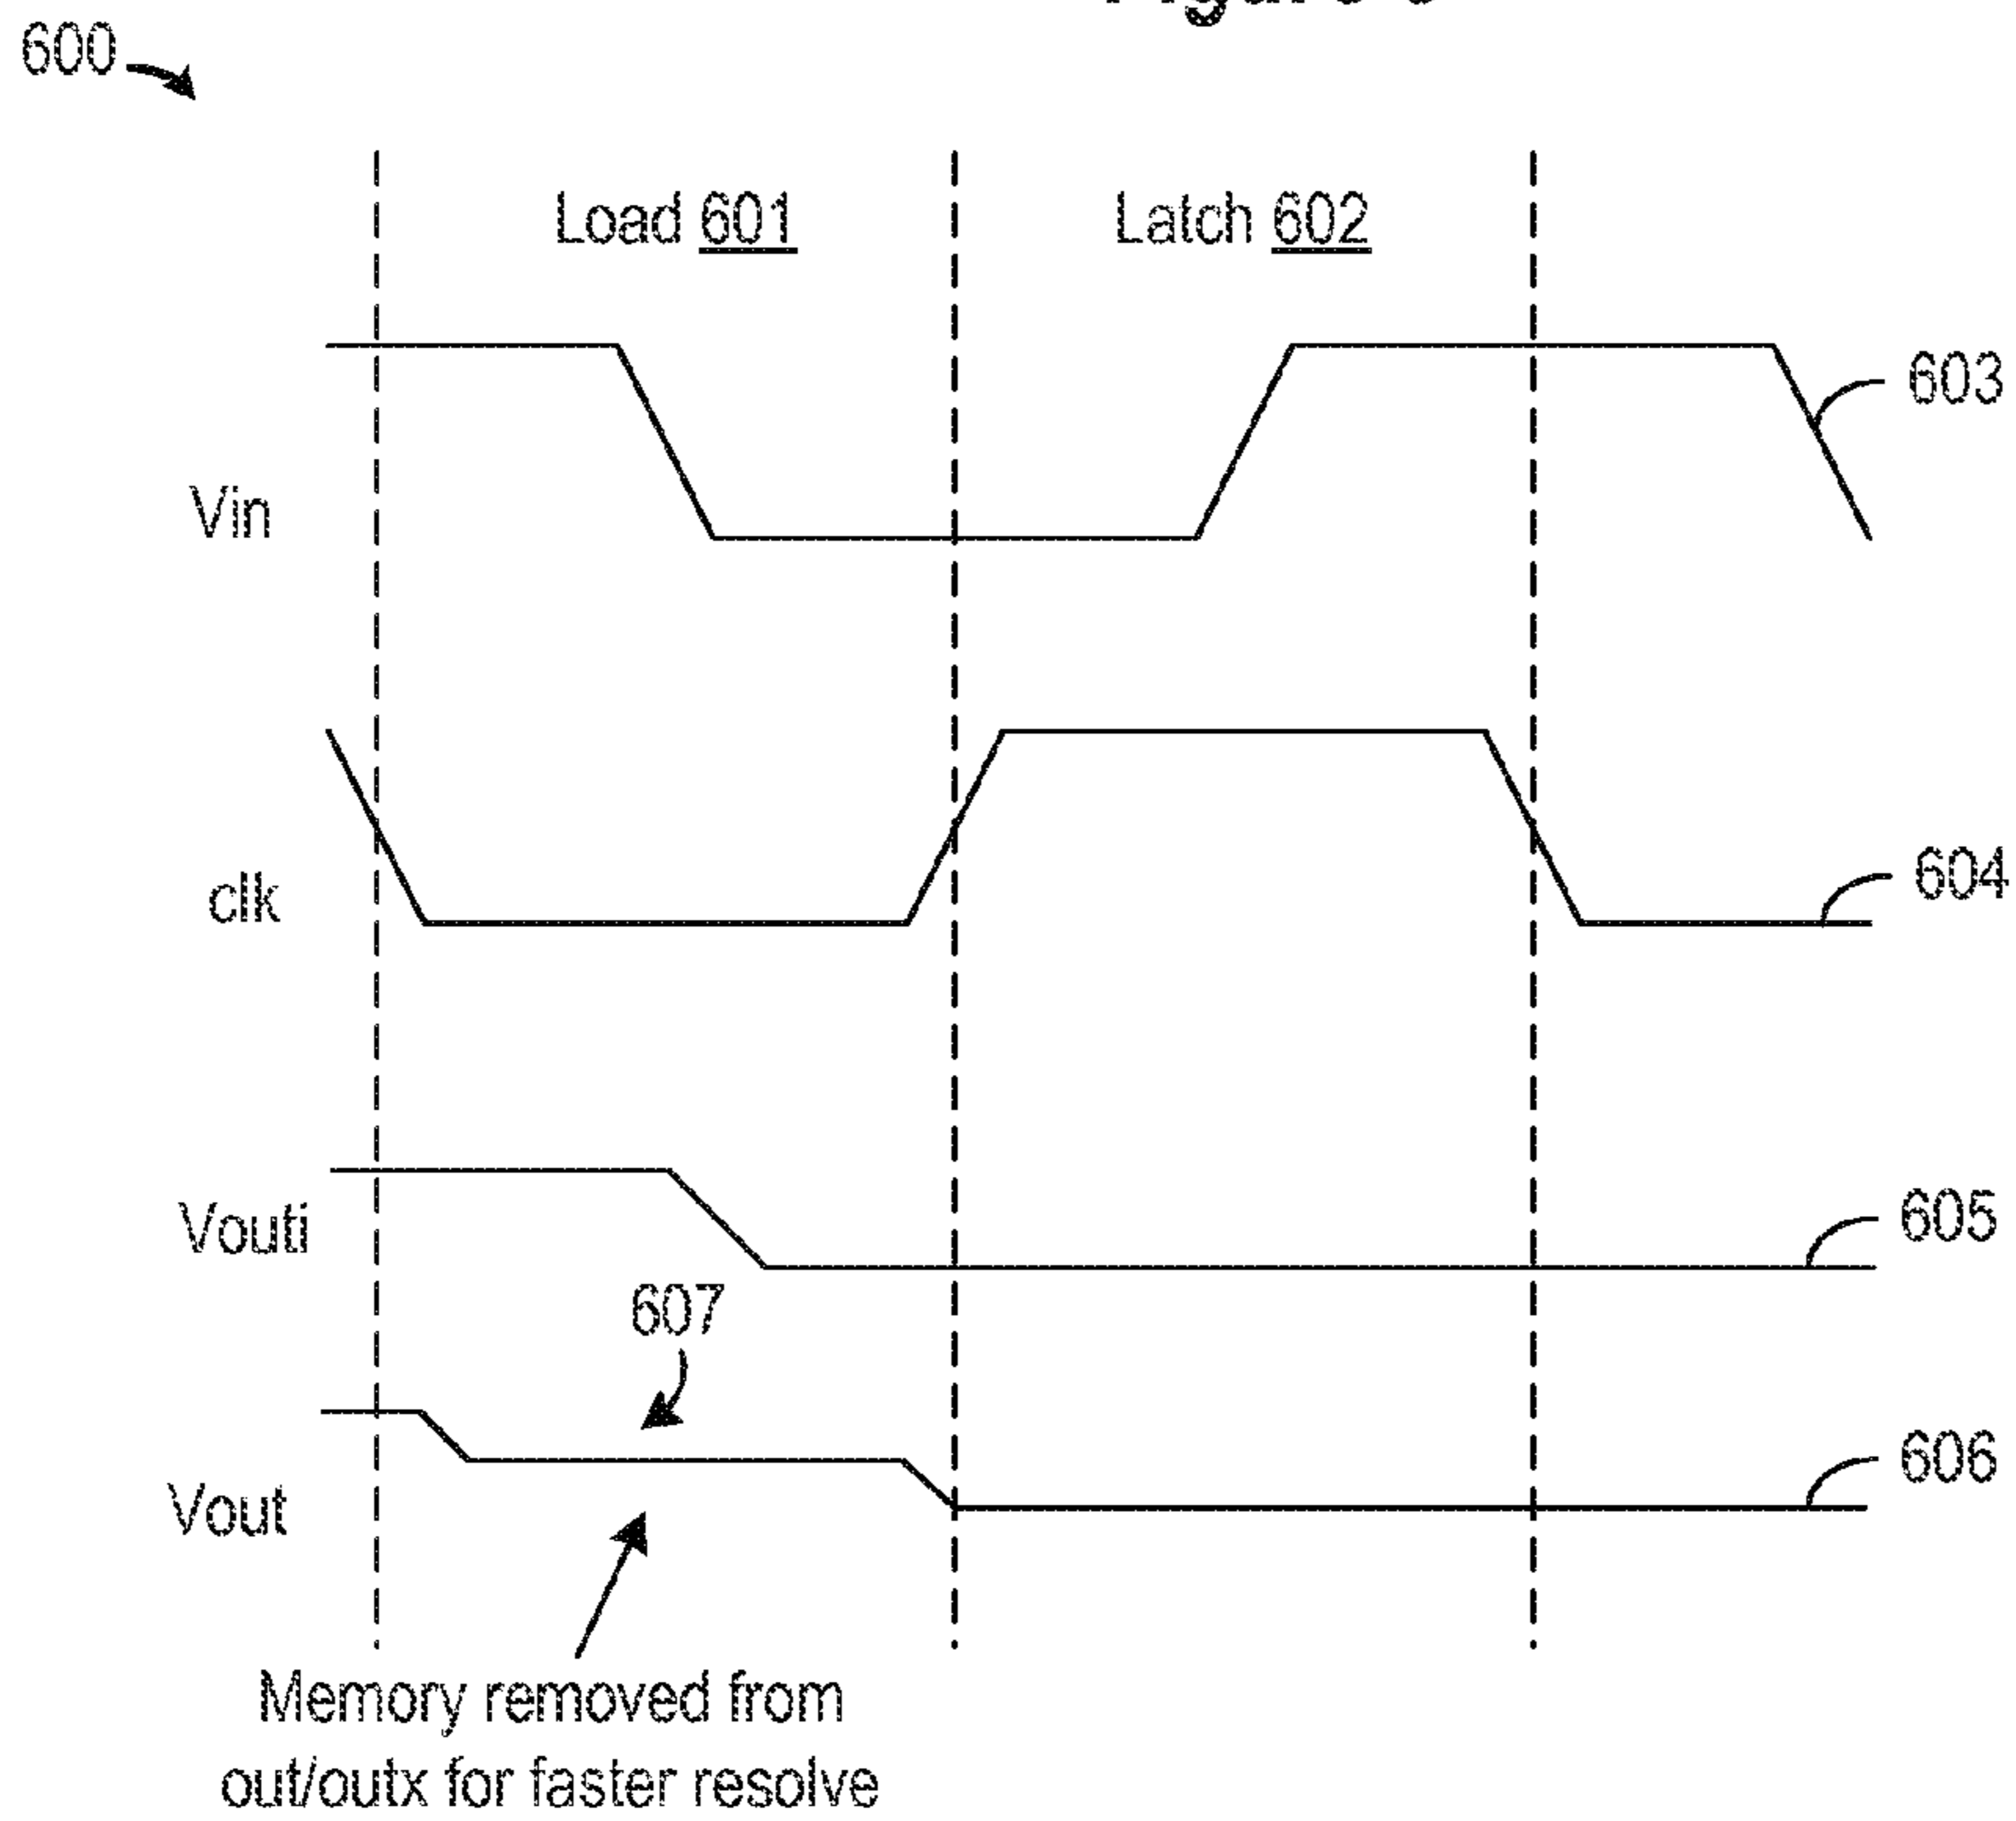 600
Load 601
Latch 602
603
Vin
604
clk
605
Vouti
607
606
Vout
Memory removed from
out/outx for faster resolve